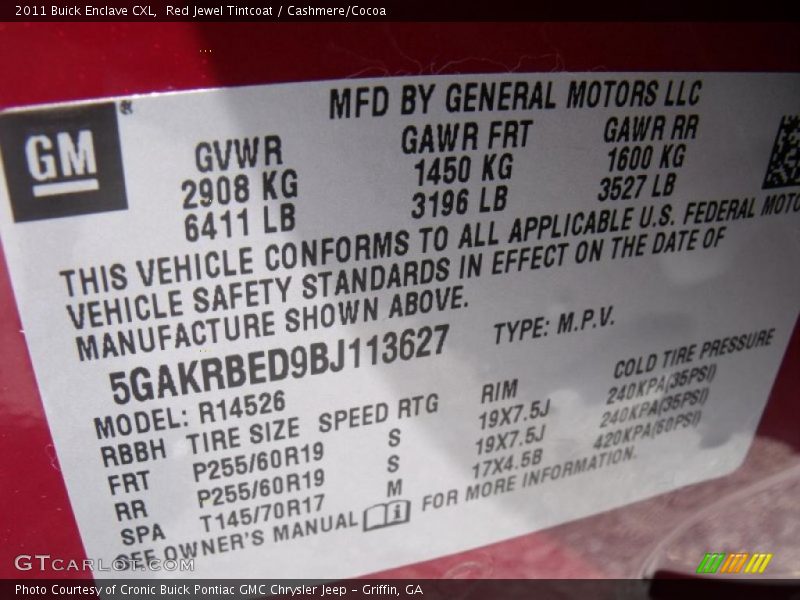 2011 Buick Enclave CXL,  Red Jewel Tintcoat / Cashmere/Cocoa
GM
MFD BY GENERAL MOTORS LLC
GVWR GAWR FRT GAWR RR
2908 KG 1450 KG 1600 KG
6411 LB 3196 LB 3527 LB
THIS VEHICLE CONFORMS TO ALL APPLICABLE U.S. FEDERAL MOTO
VEHICLE SAFETY STANDARDS IN EFFECT ON THE DATE OF
MANUFACTURE SHOWN ABOVE.
5GAKRBED9BJ113627 TYPE: M.P.V.
MODEL: R14526
RBBH TIRE SIZE SPEED RTG RIM COLD TIRE PRESSURE
FRT P255/60R19 S 19X7.5J 240KPA(35PSI)
RR P255/60R19 S 19X7.5J 240KPA(35PSI)
SPA T145/70R17 M 17X4.5B 420KPA(60PSI)
SEE OWNER'S MANUAL FOR MORE INFORMATION.
GTCARLOT.COM
Photo Courtesy of Cronic Buick Pontiac GMC Chrysler Jeep - Griffin, GA